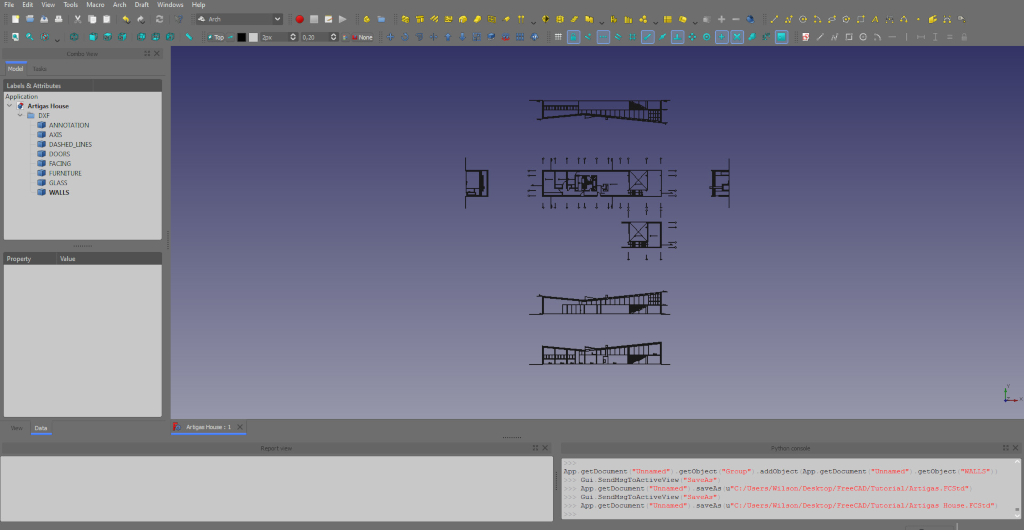 File Edit View Tools Macro Arch Draft Windows Help
Arch
Top 2px 0.20 None
Combo View
Model Tasks
Labels & Attributes
Application
Artigas House
DXF
ANNOTATION
AXIS
DASHED_LINES
DOORS
FACING
FURNITURE
GLASS
WALLS
Property Value
View Data
Artigas House : 1
Report view
Python console
>>>
App.getDocument("Unnamed").getObject("Group").addObject(App.getDocument("Unnamed").getObject("WALLS"))
>>> Gui.SendMsgToActiveView("SaveAs")
>>> App.getDocument("Unnamed").saveAs(u"C:/Users/Wilson/Desktop/FreeCAD/Tutorial/Artigas.FCStd")
>>> Gui.SendMsgToActiveView("SaveAs")
>>> App.getDocument("Unnamed").saveAs(u"C:/Users/Wilson/Desktop/FreeCAD/Tutorial/Artigas House.FCStd")
>>>